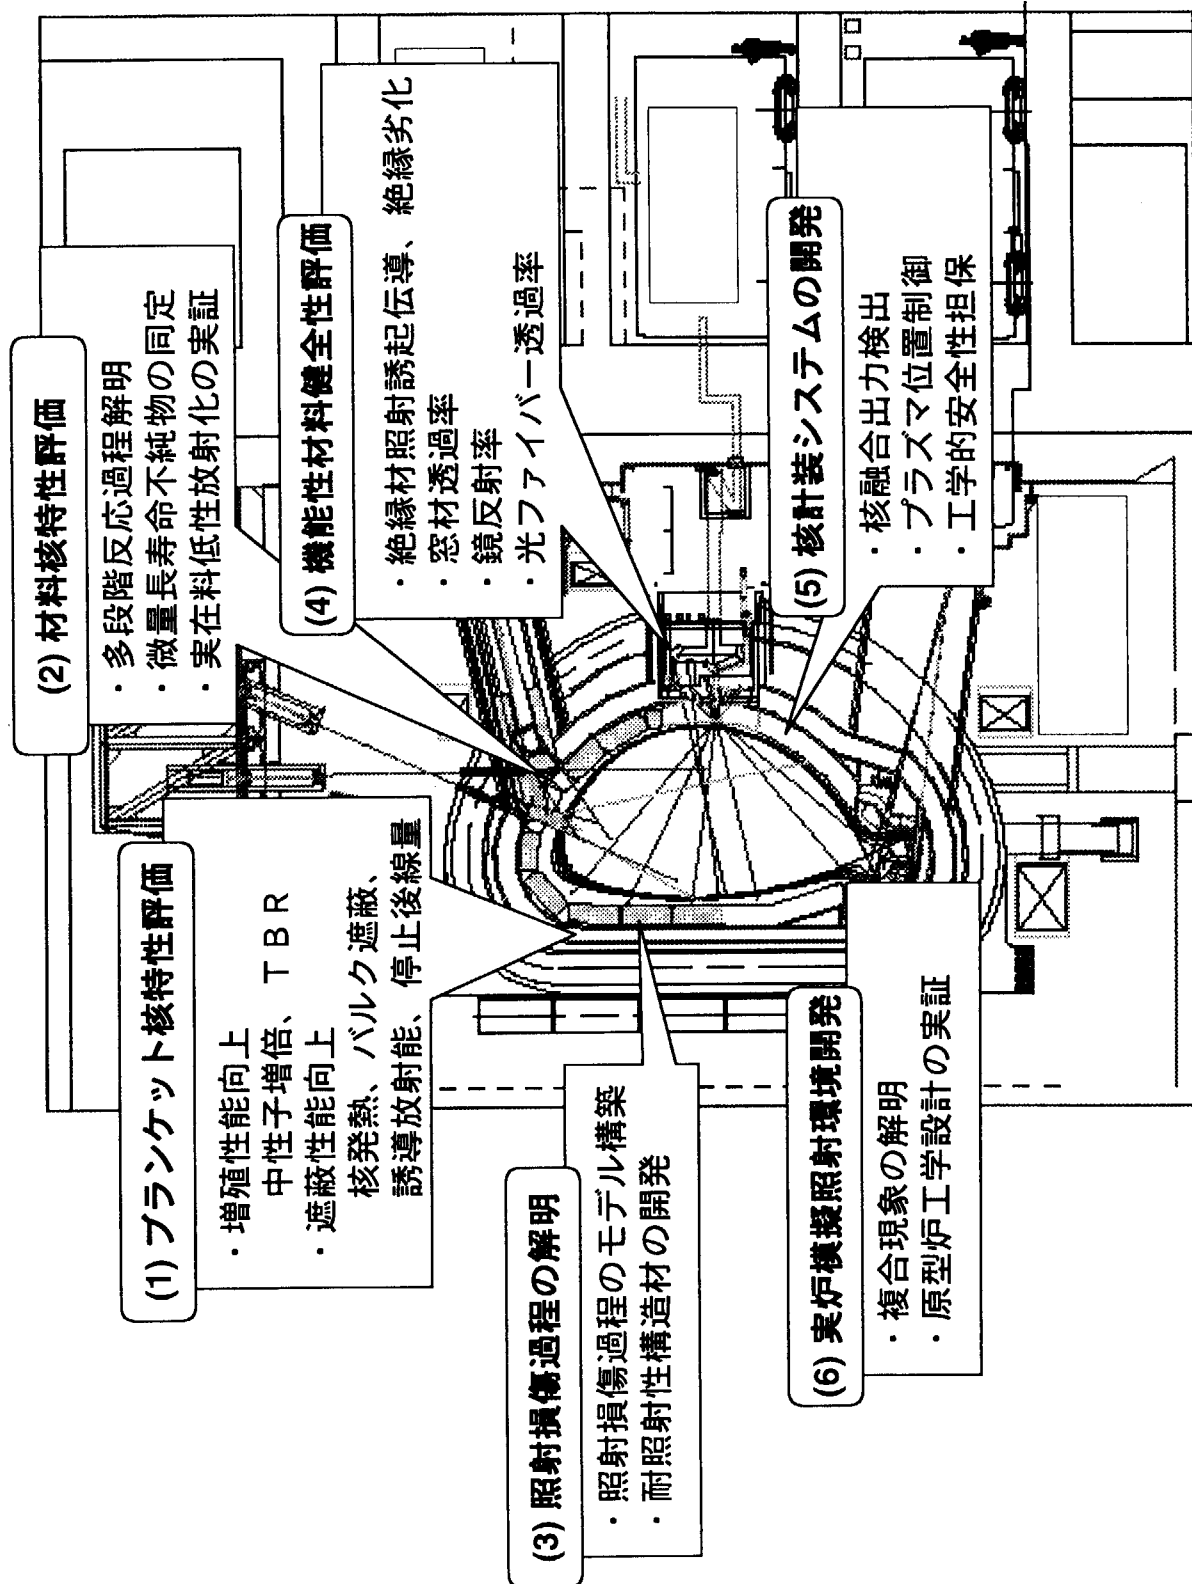 (1) ブランケット核特性評価
・増殖性能向上
中性子増倍、ＴＢＲ
・遮蔽性能向上
核発熱、バルク遮蔽、
誘導放射能、停止後線量
(2) 材料核特性評価
・多段階反応過程解明
・微量長寿命不純物の同定
・実在料低性放射化の実証
(3) 照射損傷過程の解明
・照射損傷過程のモデル構築
・耐照射性構造材の開発
(4) 機能性材料健全性評価
・絶縁材照射誘起伝導、絶縁劣化
・窓材透過率
・鏡反射率
・光ファイバー透過率
(5) 核計装システムの開発
・核融合出力検出
・プラズマ位置制御
・工学的安全性担保
(6) 実炉模擬照射環境開発
・複合現象の解明
・原型炉工学設計の実証